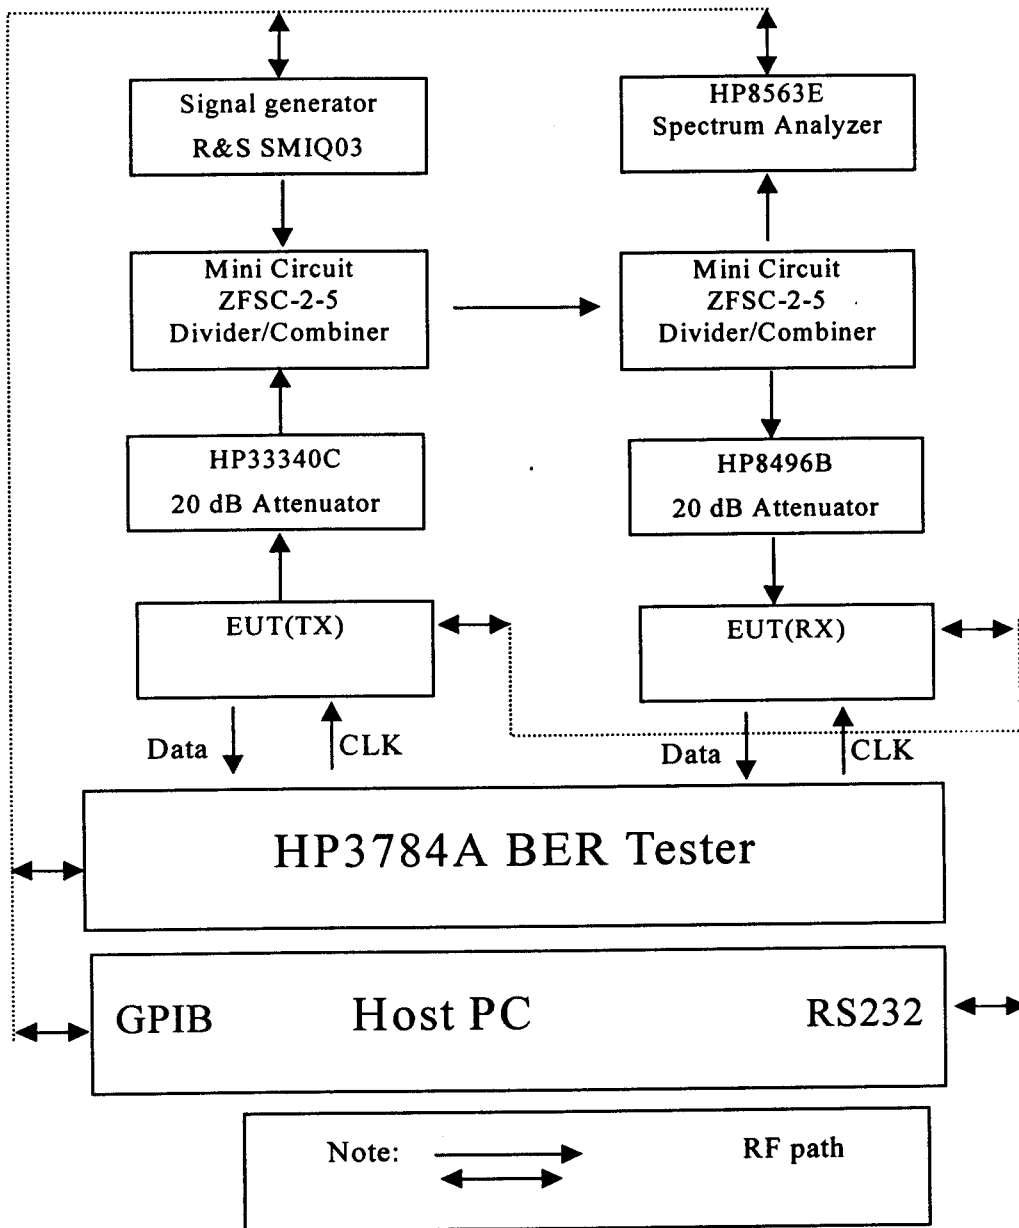 Signal generator
R&S SMIQ03
HP8563E
Spectrum Analyzer
Mini Circuit
ZFSC-2-5
Divider/Combiner
Mini Circuit
ZFSC-2-5
Divider/Combiner
HP33340C
20 dB Attenuator
HP8496B
20 dB Attenuator
EUT(TX)
EUT(RX)
Data
CLK
Data
CLK
HP3784A BER Tester
GPIB
Host PC
RS232
Note:
RF path